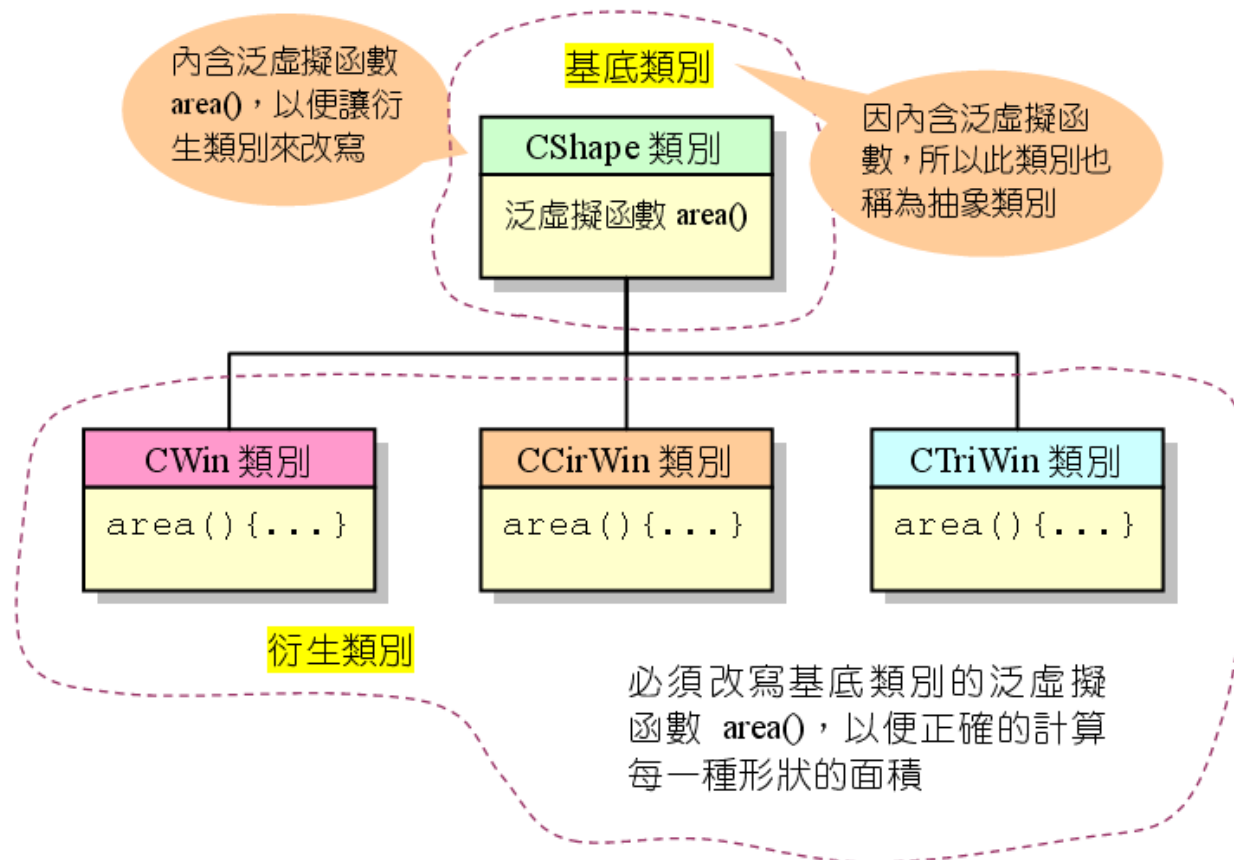 內含泛虛擬函數
area()，以便讓衍
生類別來改寫
基底類別
因內含泛虛擬函
數，所以此類別也
稱為抽象類別
CShape 類別
泛虛擬函數 area()
CWin 類別
area(){...}
CCirWin 類別
area(){...}
CTriWin 類別
area(){...}
衍生類別
必須改寫基底類別的泛虛擬
函數 area()，以便正確的計算
每一種形狀的面積